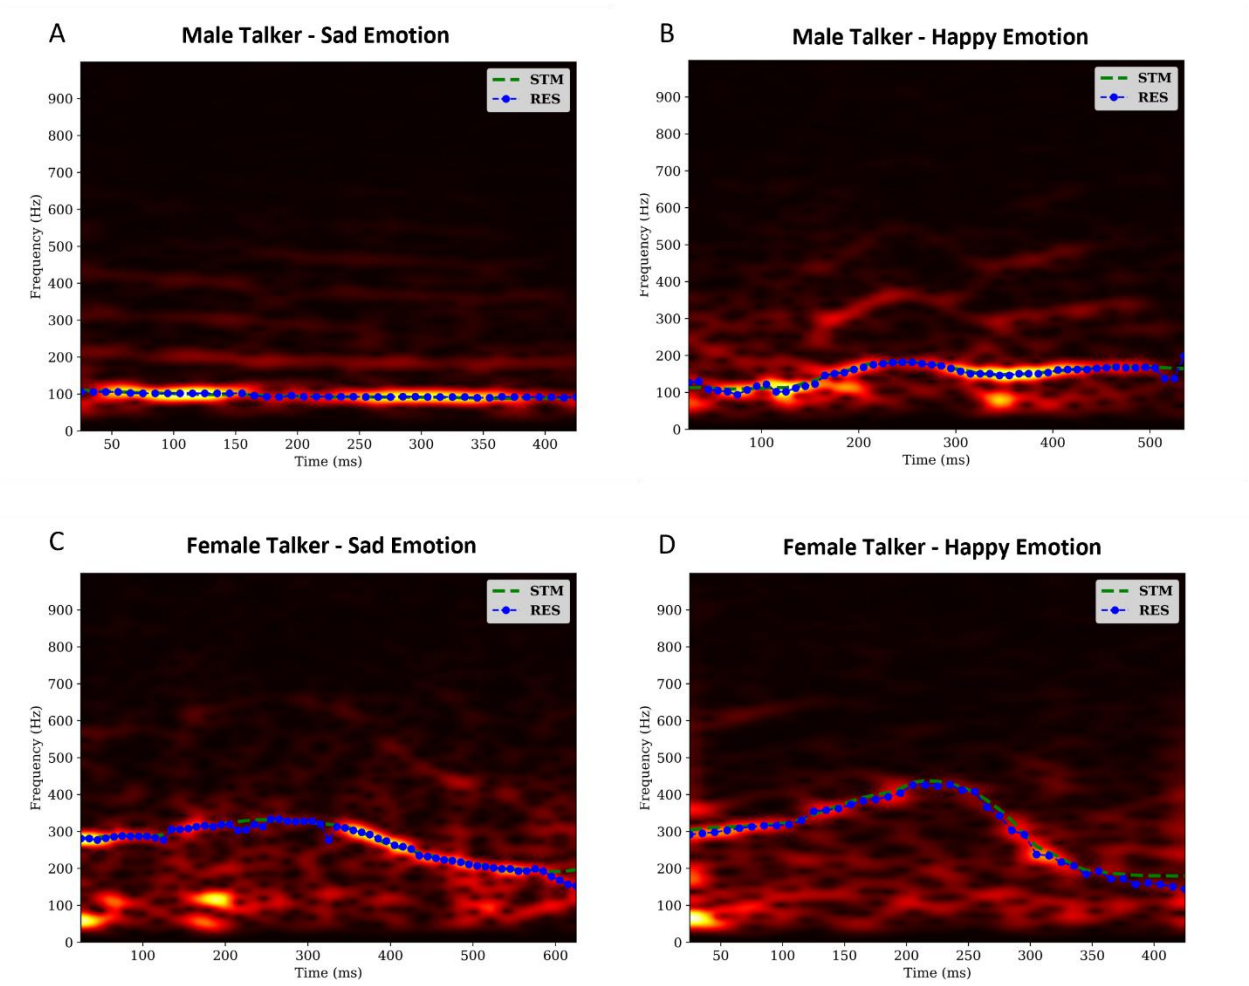 A
Male Talker - Sad Emotion
STM
RES
900
800
700
600
500
400
300
200
100
0
Frequency (Hz)
50 100 150 200 250 300 350 400
Time (ms)
B
Male Talker - Happy Emotion
STM
RES
900
800
700
600
500
400
300
200
100
0
Frequency (Hz)
100 200 300 400 500
Time (ms)
C
Female Talker - Sad Emotion
STM
RES
900
800
700
600
500
400
300
200
100
0
Frequency (Hz)
100 200 300 400 500 600
Time (ms)
D
Female Talker - Happy Emotion
STM
RES
900
800
700
600
500
400
300
200
100
0
Frequency (Hz)
50 100 150 200 250 300 350 400
Time (ms)